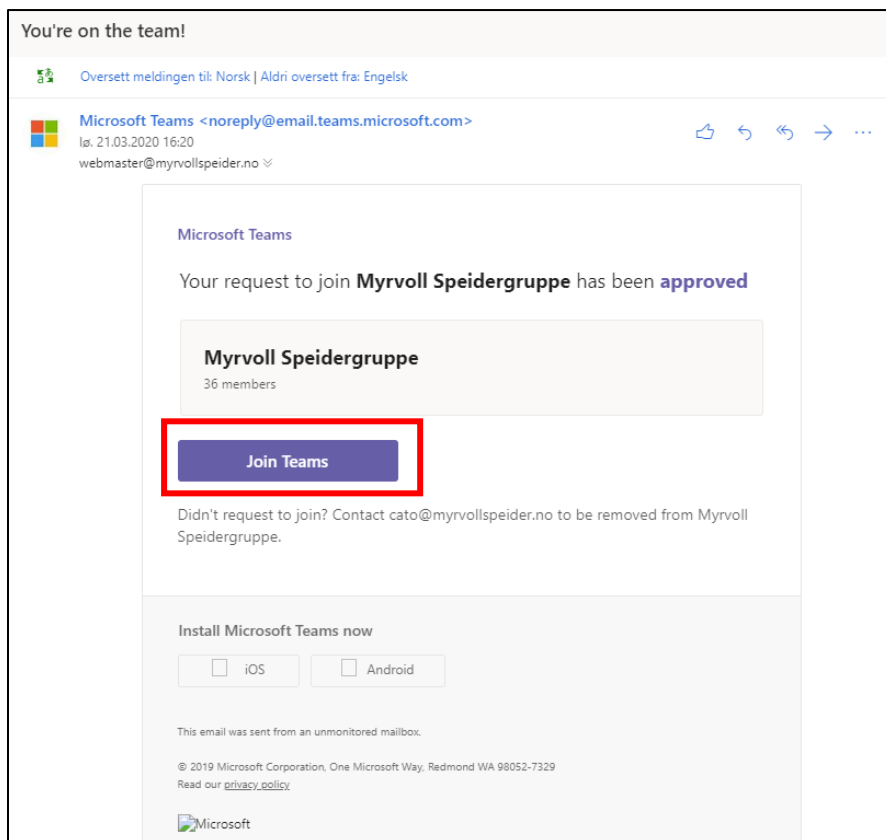 You're on the team!
Oversett meldingen til: Norsk | Aldri oversett fra: Engelsk
Microsoft Teams <noreply@email.teams.microsoft.com>
lø. 21.03.2020 16:20
webmaster@myrvollspeider.no
Microsoft Teams
Your request to join Myrvoll Speidergruppe has been approved
Myrvoll Speidergruppe
36 members
Join Teams
Didn't request to join? Contact cato@myrvollspeider.no to be removed from Myrvoll
Speidergruppe.
Install Microsoft Teams now
iOS Android
This email was sent from an unmonitored mailbox.
© 2019 Microsoft Corporation, One Microsoft Way, Redmond WA 98052-7329
Read our privacy policy
Microsoft